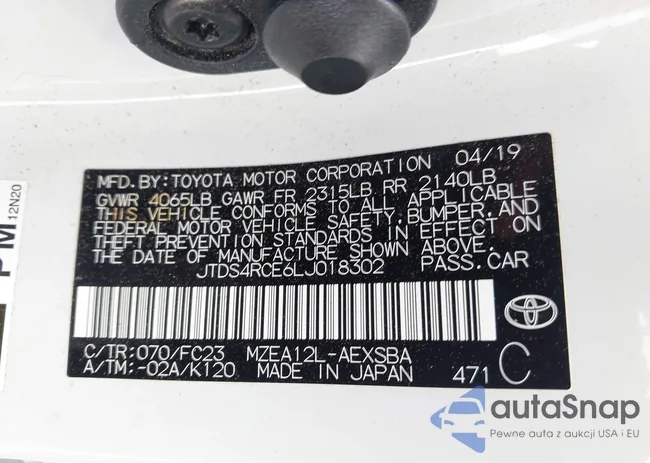 MFD.BY:TOYOTA MOTOR CORPORATION 04/19
GVWR 4065LB GAWR FR 2315LB RR 2140LB
THIS VEHICLE CONFORMS TO ALL APPLICABLE
FEDERAL MOTOR VEHICLE SAFETY,BUMPER,AND
THEFT PREVENTION STANDARDS IN EFFECT ON
THE DATE OF MANUFACTURE SHOWN ABOVE.
JTDS4RCE6LJ018302 PASS.CAR
C/TR:070/FC23 MZEA12L-AEXSBA
A/TM:-02A/K120 MADE IN JAPAN 471 C
PM
12N20
autaSnap
Pewne auta z aukcji USA i EU